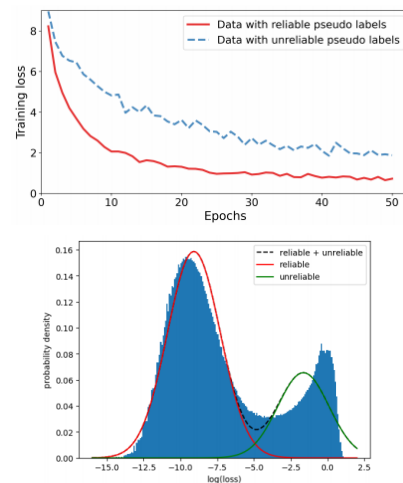 8
6
4
2
0
Training loss
Data with reliable pseudo labels
Data with unreliable pseudo labels
0 10 20 30 40 50
Epochs
0.16
0.14
0.12
0.10
0.08
0.06
0.04
0.02
0.00
probability density
reliable + unreliable
reliable
unreliable
-15.0 -12.5 -10.0 -7.5 -5.0 -2.5 0.0 2.5
log(loss)